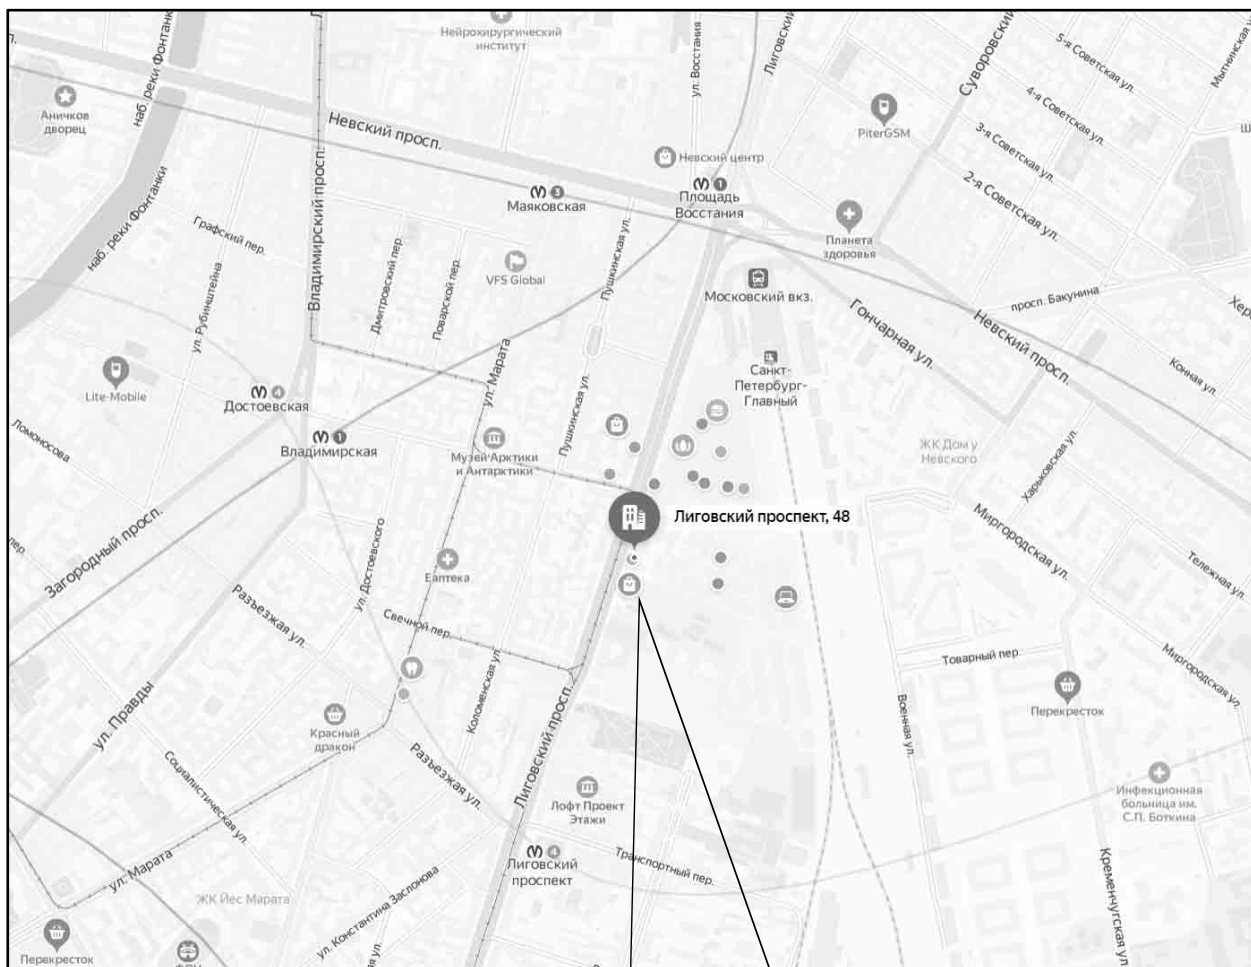 Нейрохирургический
институт
ул. Восстания
Лиговский
Суворовский
5-я Советская ул.
Мытнинская ул.
4-я Советская ул.
3-я Советская ул.
2-я Советская ул.
наб. реки Фонтанки
Аничков
дворец
Невский просп.
PiterGSM
Невский центр
1
Площадь
Восстания
3
Маяковская
Владимирский просп.
наб. реки Фонтанки
Графский пер.
ул. Рубинштейна
Дмитровский пер.
Поварской пер.
VFS Global
Пушкинская ул.
Планета
здоровья
Московский вкз.
просп. Бакунина
Гончарная ул.
Невский просп.
Конная ул.
ул. Марата
Санкт-
Петербург-
Главный
Lite-Mobile
4
Достоевская
1
Владимирская
Пушкинская ул.
Музей Арктики
и Антарктики
Ломоносова
ЖК Дом у
Невского
Харьковская ул.
Лиговский проспект, 48
Загородный просп.
пер.
ул. Достоевского
Еаптека
Миргородская ул.
Тележная ул.
Разъезжая ул.
Свечной пер.
Товарный пер.
Миргородская ул.
Коломенская ул.
ул. Правды
Военная ул.
Перекресток
Красный
дракон
Лиговский просп.
Разъезжая ул.
Социалистическая ул.
Лофт Проект
Этажи
Инфекционная
больница им.
С.П. Боткина
4
Лиговский
проспект
Транспортный пер.
ул. Марата
ЖК Йес Марата
ул. Константина Заслонова
Кременчугская ул.
Перекресток